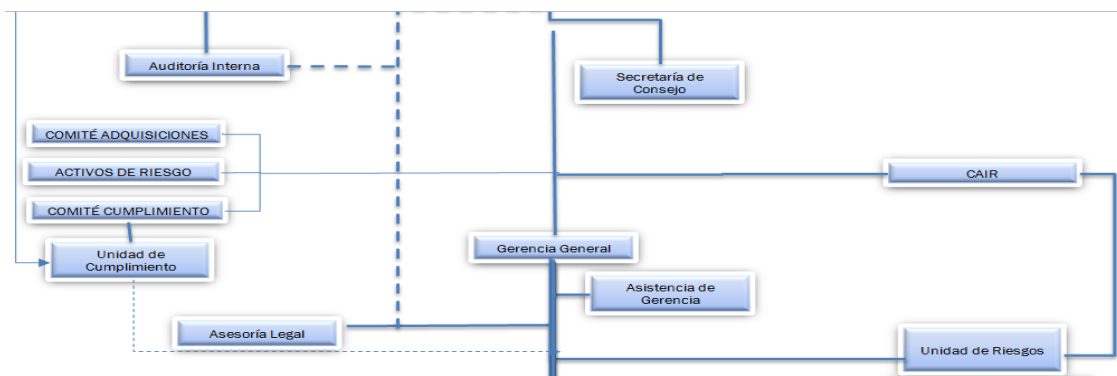 Auditoría Interna
Secretaría de
Consejo
COMITÉ ADQUISICIONES
ACTIVOS DE RIESGO
CAIR
COMITÉ CUMPLIMIENTO
Unidad de
Cumplimiento
Gerencia General
Asistencia de
Gerencia
Asesoría Legal
Unidad de Riesgos